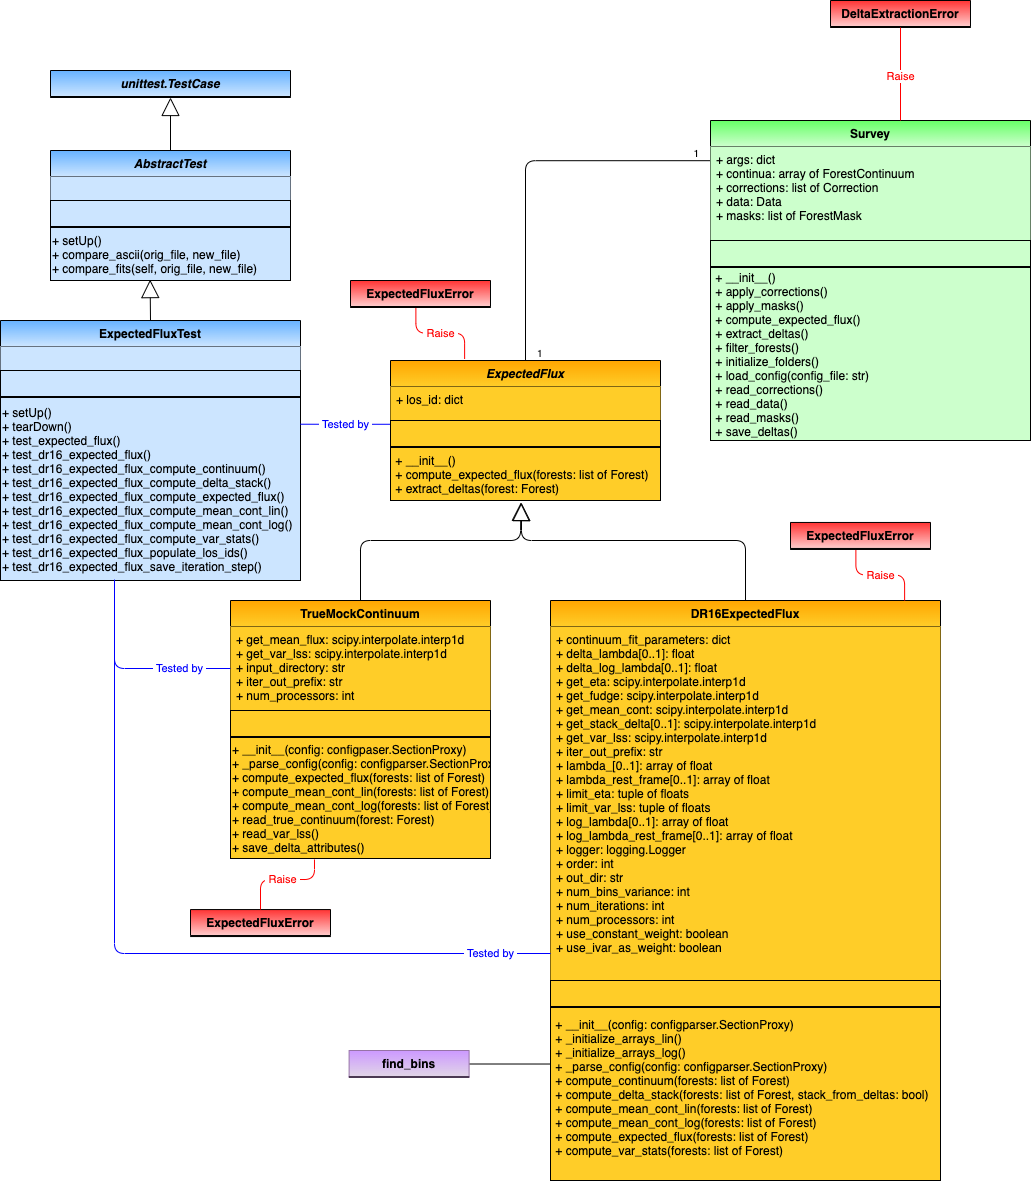 DeltaExtractionError
Raise
unittest.TestCase
AbstractTest
+ setUp()
+ compare_ascii(orig_file, new_file)
+ compare_fits(self, orig_file, new_file)
Survey
+ args: dict
+ continua: array of ForestContinuum
+ corrections: list of Correction
+ data: Data
+ masks: list of ForestMask
+ __init__()
+ apply_corrections()
+ apply_masks()
+ compute_expected_flux()
+ extract_deltas()
+ filter_forests()
+ initialize_folders()
+ load_config(config_file: str)
+ read_corrections()
+ read_data()
+ read_masks()
+ save_deltas()
1
1
ExpectedFluxError
Raise
ExpectedFluxTest
+ setUp()
+ tearDown()
+ test_expected_flux()
+ test_dr16_expected_flux()
+ test_dr16_expected_flux_compute_continuum()
+ test_dr16_expected_flux_compute_delta_stack()
+ test_dr16_expected_flux_compute_expected_flux()
+ test_dr16_expected_flux_compute_mean_cont_lin()
+ test_dr16_expected_flux_compute_mean_cont_log()
+ test_dr16_expected_flux_compute_var_stats()
+ test_dr16_expected_flux_populate_los_ids()
+ test_dr16_expected_flux_save_iteration_step()
Tested by
ExpectedFlux
+ los_id: dict
+ __init__()
+ compute_expected_flux(forests: list of Forest)
+ extract_deltas(forest: Forest)
ExpectedFluxError
Raise
TrueMockContinuum
+ get_mean_flux: scipy.interpolate.interp1d
+ get_var_lss: scipy.interpolate.interp1d
+ input_directory: str
+ iter_out_prefix: str
+ num_processors: int
+ __init__(config: configpaser.SectionProxy)
+ _parse_config(config: configparser.SectionProx
+ compute_expected_flux(forests: list of Forest)
+ compute_mean_cont_lin(forests: list of Forest)
+ compute_mean_cont_log(forests: list of Forest
+ read_true_continuum(forest: Forest)
+ read_var_lss()
+ save_delta_attributes()
Tested by
Raise
ExpectedFluxError
Tested by
DR16ExpectedFlux
+ continuum_fit_parameters: dict
+ delta_lambda[0..1]: float
+ delta_log_lambda[0..1]: float
+ get_eta: scipy.interpolate.interp1d
+ get_fudge: scipy.interpolate.interp1d
+ get_mean_cont: scipy.interpolate.interp1d
+ get_stack_delta[0..1]: scipy.interpolate.interp1d
+ get_var_lss: scipy.interpolate.interp1d
+ iter_out_prefix: str
+ lambda_[0..1]: array of float
+ lambda_rest_frame[0..1]: array of float
+ limit_eta: tuple of floats
+ limit_var_lss: tuple of floats
+ log_lambda[0..1]: array of float
+ log_lambda_rest_frame[0..1]: array of float
+ logger: logging.Logger
+ order: int
+ out_dir: str
+ num_bins_variance: int
+ num_iterations: int
+ num_processors: int
+ use_constant_weight: boolean
+ use_ivar_as_weight: boolean
+ __init__(config: configparser.SectionProxy)
+ _initialize_arrays_lin()
+ _initialize_arrays_log()
+ _parse_config(config: configparser.SectionProxy)
+ compute_continuum(forests: list of Forest)
+ compute_delta_stack(forests: list of Forest, stack_from_deltas: bool)
+ compute_mean_cont_lin(forests: list of Forest)
+ compute_mean_cont_log(forests: list of Forest)
+ compute_expected_flux(forests: list of Forest)
+ compute_var_stats(forests: list of Forest)
find_bins